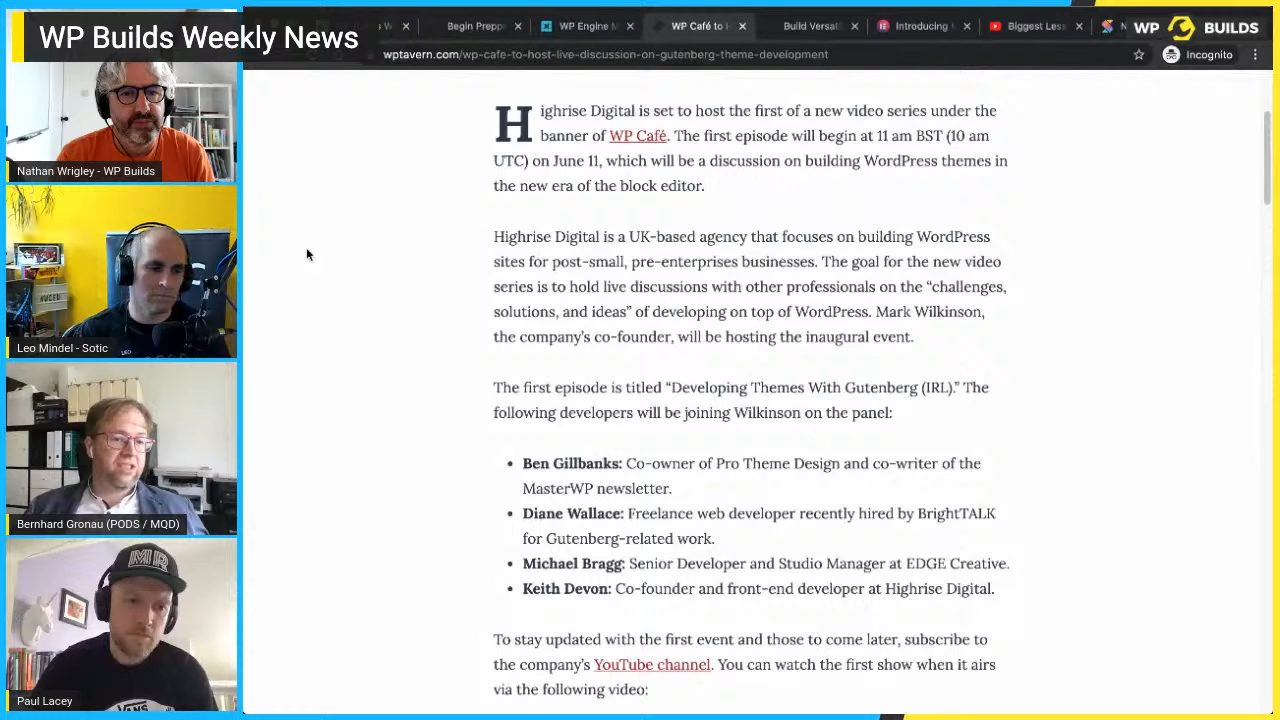 WP Builds Weekly News
Begin Prepp
WP Engine
WP Café to
Build Versat
Introducing
Biggest Less
N
WP BUILDS
wptavern.com/wp-cafe-to-host-live-discussion-on-gutenberg-theme-development
Incognito
Highrise Digital is set to host the first of a new video series under the
banner of WP Café. The first episode will begin at 11 am BST (10 am
UTC) on June 11, which will be a discussion on building WordPress themes in
the new era of the block editor.
Highrise Digital is a UK-based agency that focuses on building WordPress
sites for post-small, pre-enterprises businesses. The goal for the new video
series is to hold live discussions with other professionals on the “challenges,
solutions, and ideas” of developing on top of WordPress. Mark Wilkinson,
the company’s co-founder, will be hosting the inaugural event.
The first episode is titled “Developing Themes With Gutenberg (IRL).” The
following developers will be joining Wilkinson on the panel:
• Ben Gillbanks: Co-owner of Pro Theme Design and co-writer of the
MasterWP newsletter.
• Diane Wallace: Freelance web developer recently hired by BrightTALK
for Gutenberg-related work.
• Michael Bragg: Senior Developer and Studio Manager at EDGE Creative.
• Keith Devon: Co-founder and front-end developer at Highrise Digital.
To stay updated with the first event and those to come later, subscribe to
the company’s YouTube channel. You can watch the first show when it airs
via the following video:
Nathan Wrigley - WP Builds
Leo Mindel - Sotic
Bernhard Gronau (PODS / MQD)
MR
VANS
Paul Lacey